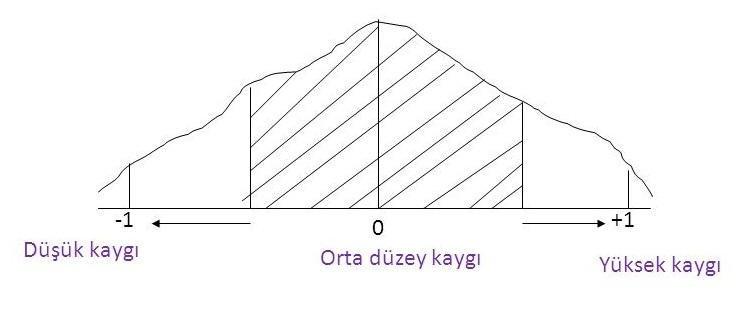 -1
0
+1
Düşük kaygı
Orta düzey kaygı
Yüksek kaygı